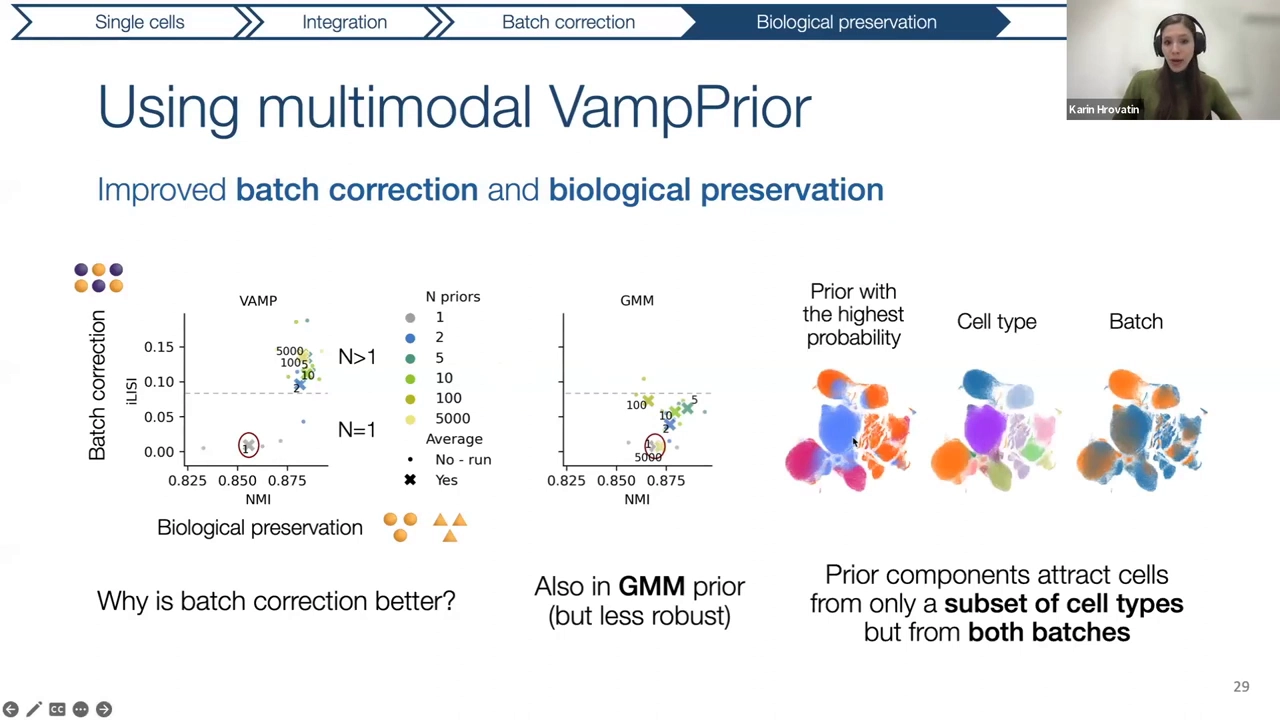 Single cells
Integration
Batch correction
Biological preservation
Karin Hrovatin
Using multimodal VampPrior
Improved batch correction and biological preservation
VAMP
Batch correction
iLISI
0.15
0.10
0.05
0.00
5000
100
5
10
2
1
0.825 0.850 0.875
NMI
N>1
N=1
N priors
1
2
5
10
100
5000
Average
No - run
Yes
Biological preservation
GMM
100
5
10
2
1
5000
0.825 0.850 0.875
NMI
Prior with
the highest
probability
Cell type
Batch
Why is batch correction better?
Also in GMM prior
(but less robust)
Prior components attract cells
from only a subset of cell types
but from both batches
29
CC